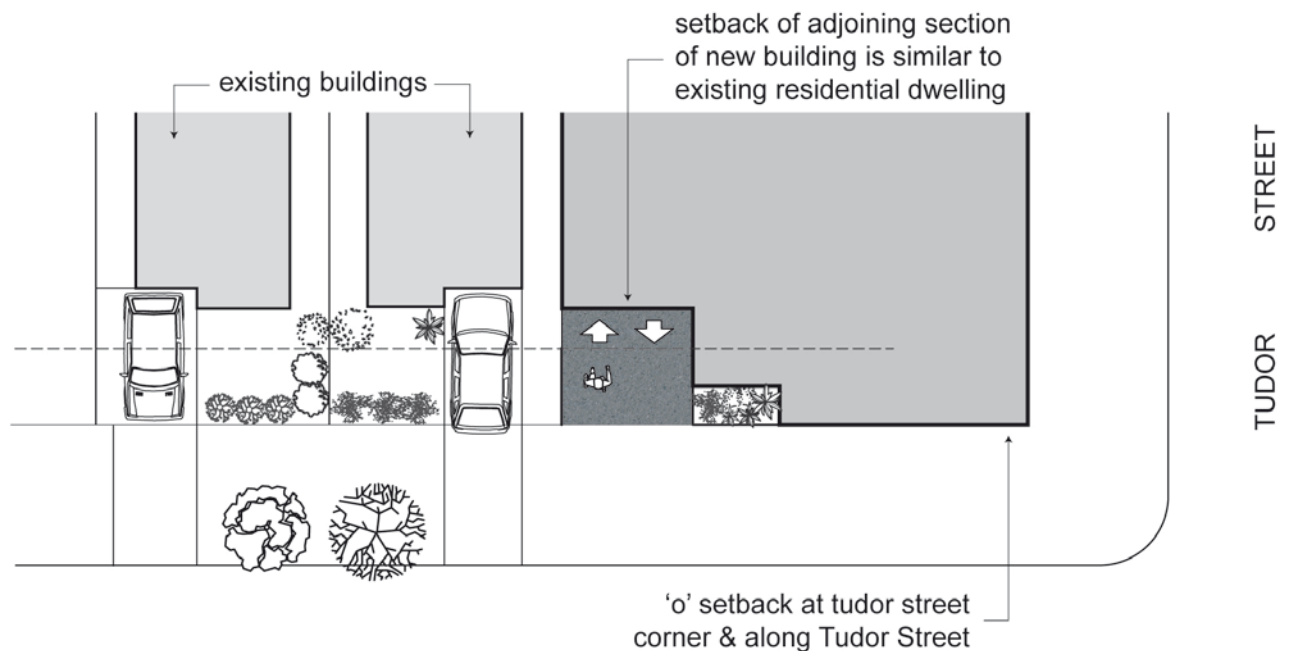 setback of adjoining section
of new building is similar to
existing residential dwelling
existing buildings
TUDOR STREET
‘o’ setback at tudor street
corner & along Tudor Street